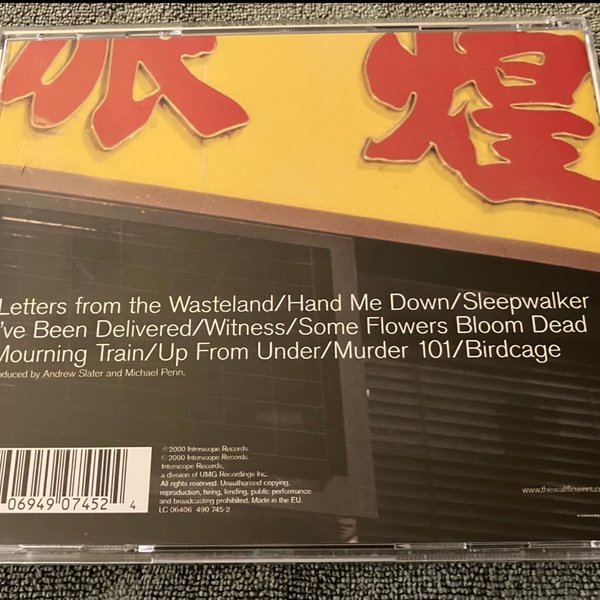 煌
Letters from the Wasteland/Hand Me Down/Sleepwalker
've Been Delivered/Witness/Some Flowers Bloom Dead
Mourning Train/Up From Under/Murder 101/Birdcage
oduced by Andrew Slater and Michael Penn.
℗2000 Interscope Records.
©2000 Interscope Records.
Interscope Records,
a division of UMG Recordings Inc.
All rights reserved. Unauthorised copying,
reproduction, hiring, lending, public performance
and broadcasting prohibited. Made in the EU.
LC 06406 490 745-2
06949 07452 4
www.thewallflowers.c